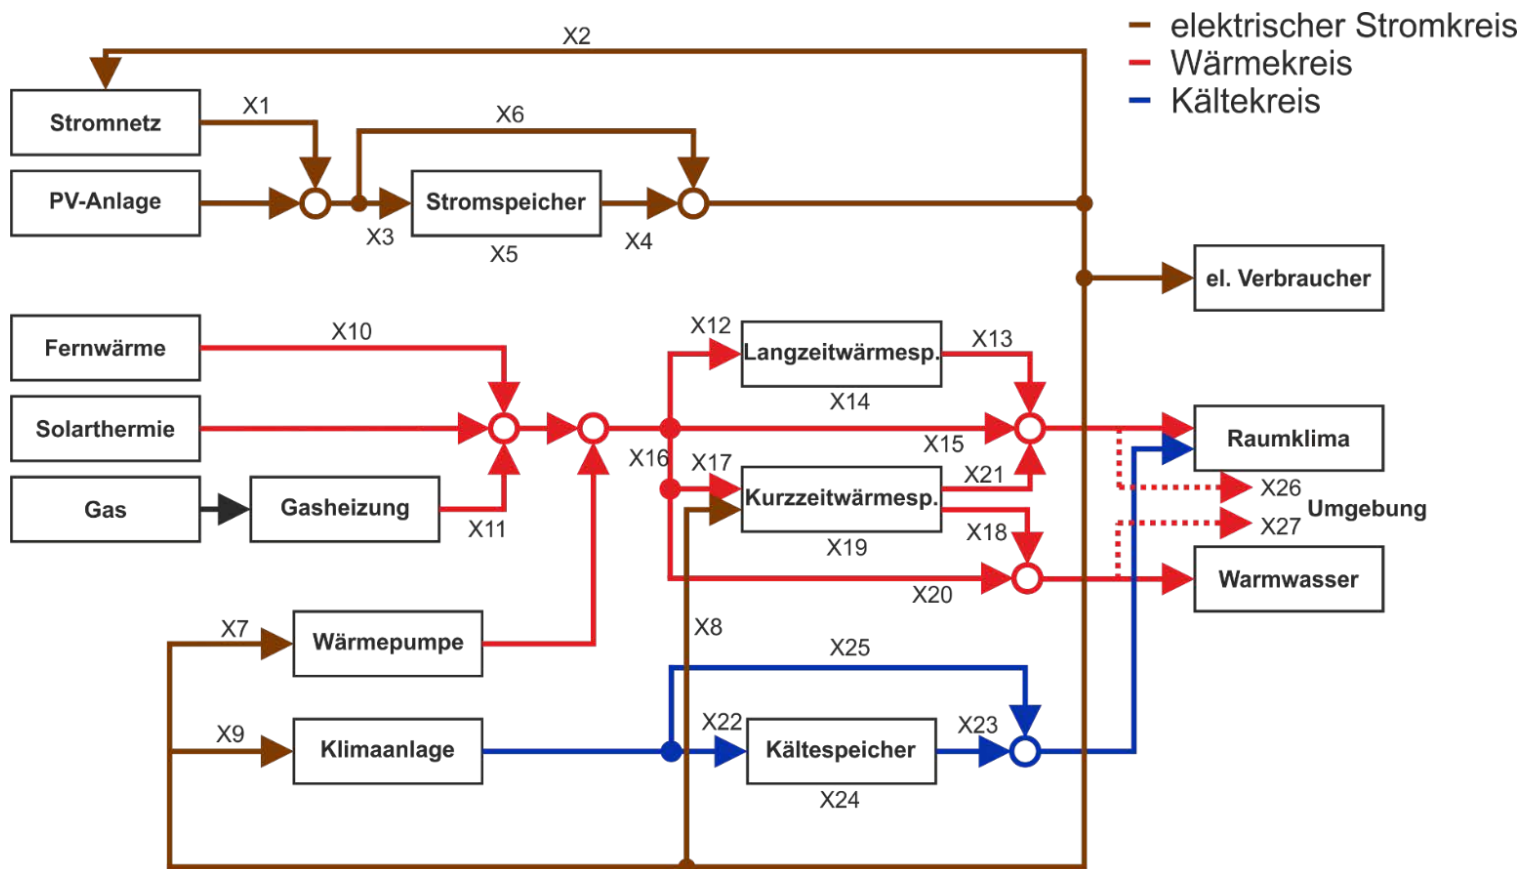 elektrischer Stromkreis
Wärmekreis
Kältekreis
X2
Stromnetz
X1
X6
PV-Anlage
Stromspeicher
X3
X4
X5
el. Verbraucher
Fernwärme
X10
X12
Langzeitwärmesp.
X13
X14
Solarthermie
X15
Raumklima
X16
X17
X21
Gas
Gasheizung
X11
Kurzzeitwärmesp.
X26
Umgebung
X27
X18
X19
Warmwasser
X20
X7
Wärmepumpe
X8
X25
X9
Klimaanlage
X22
Kältespeicher
X23
X24